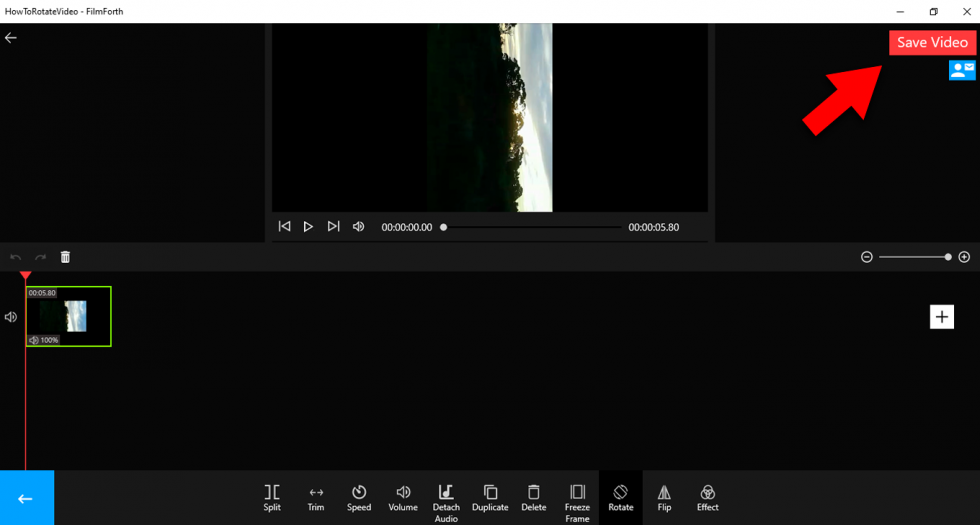 HowToRotateVideo - FilmForth
Save Video
00:00:00.00
00:00:05.80
00:05.80
100%
Split
Trim
Speed
Volume
Detach
Audio
Duplicate
Delete
Freeze
Frame
Rotate
Flip
Effect